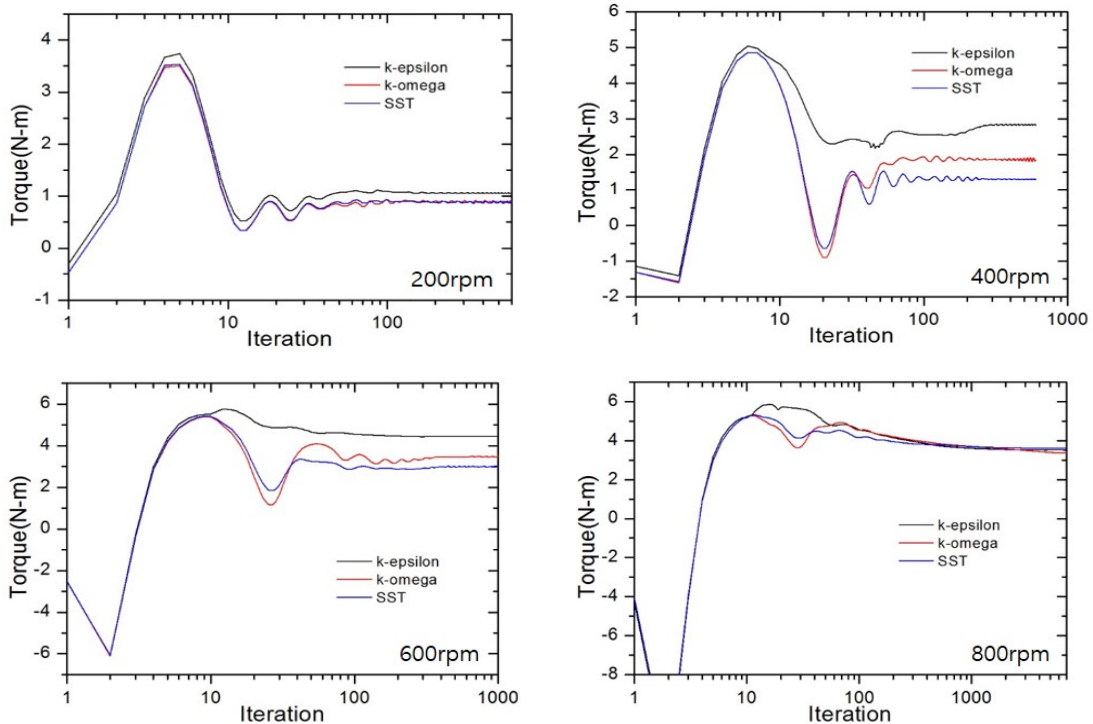 4
3
2
1
0
-1
Torque(N-m)
k-epsilon
k-omega
SST
200rpm
1 10 100
Iteration
6
5
4
3
2
1
0
-1
-2
Torque(N-m)
k-epsilon
k-omega
SST
400rpm
1 10 100 1000
Iteration
6
4
2
0
-2
-4
-6
Torque(N-m)
k-epsilon
k-omega
SST
600rpm
1 10 100 1000
Iteration
6
4
2
0
-2
-4
-6
-8
Torque(N-m)
k-epsilon
k-omega
SST
800rpm
1 10 100 1000
Iteration